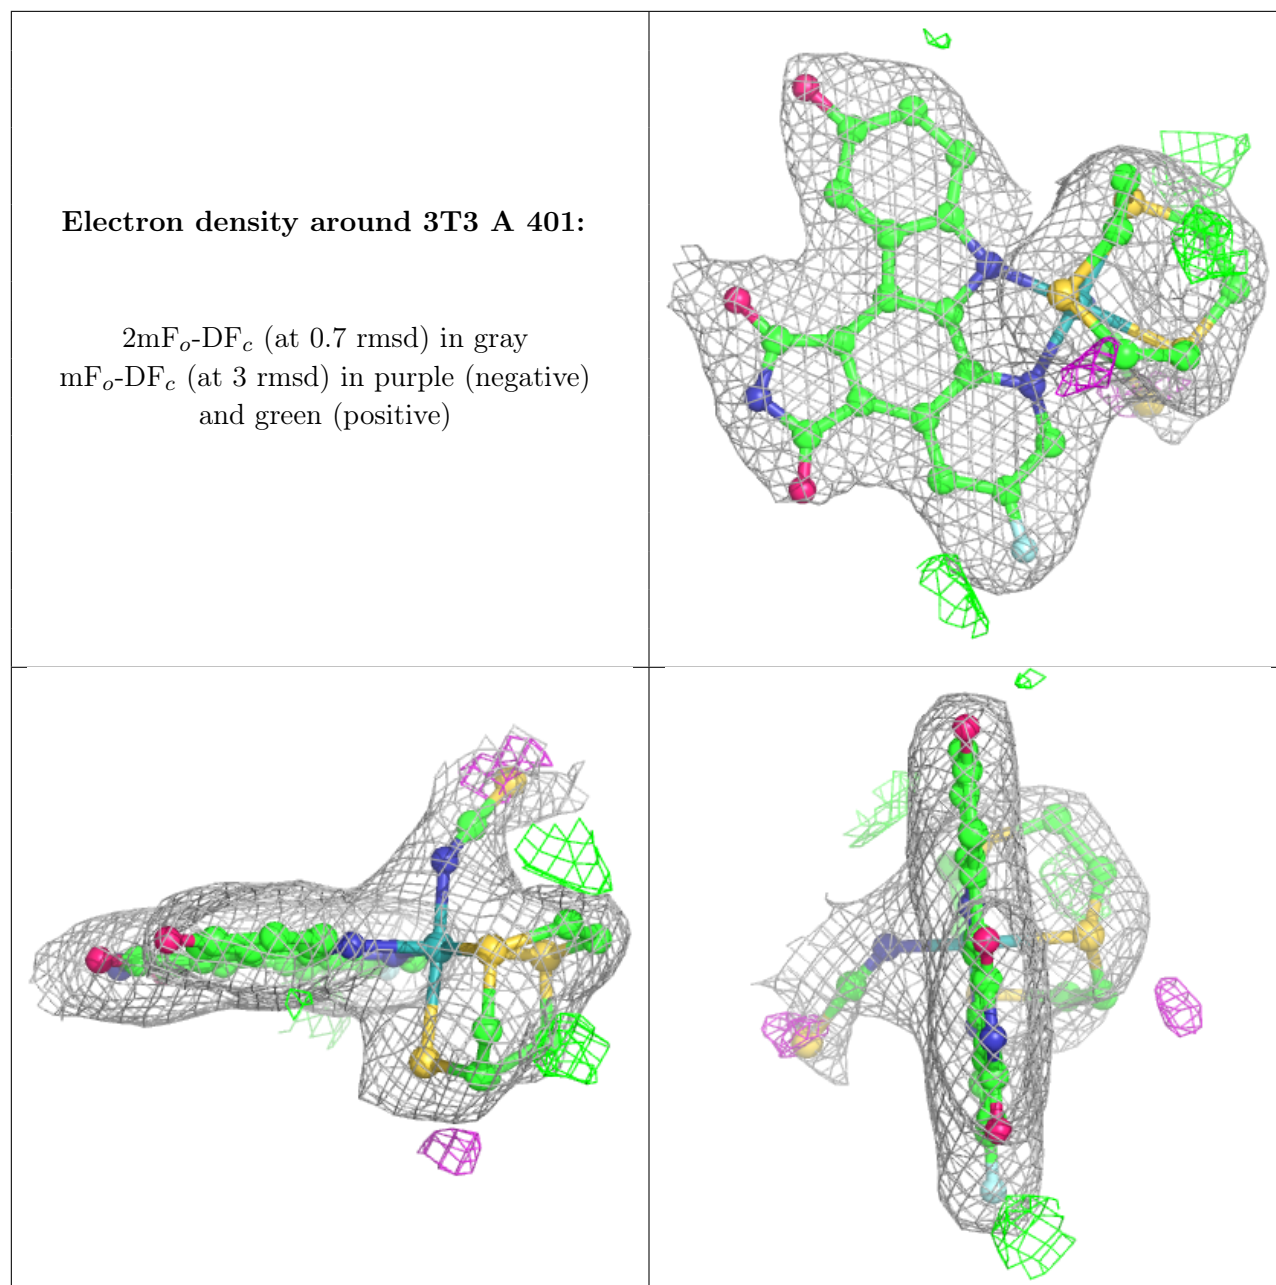 Electron density around 3T3 A 401:
2mFo-DFc (at 0.7 rmsd) in gray
mFo-DFc (at 3 rmsd) in purple (negative)
and green (positive)